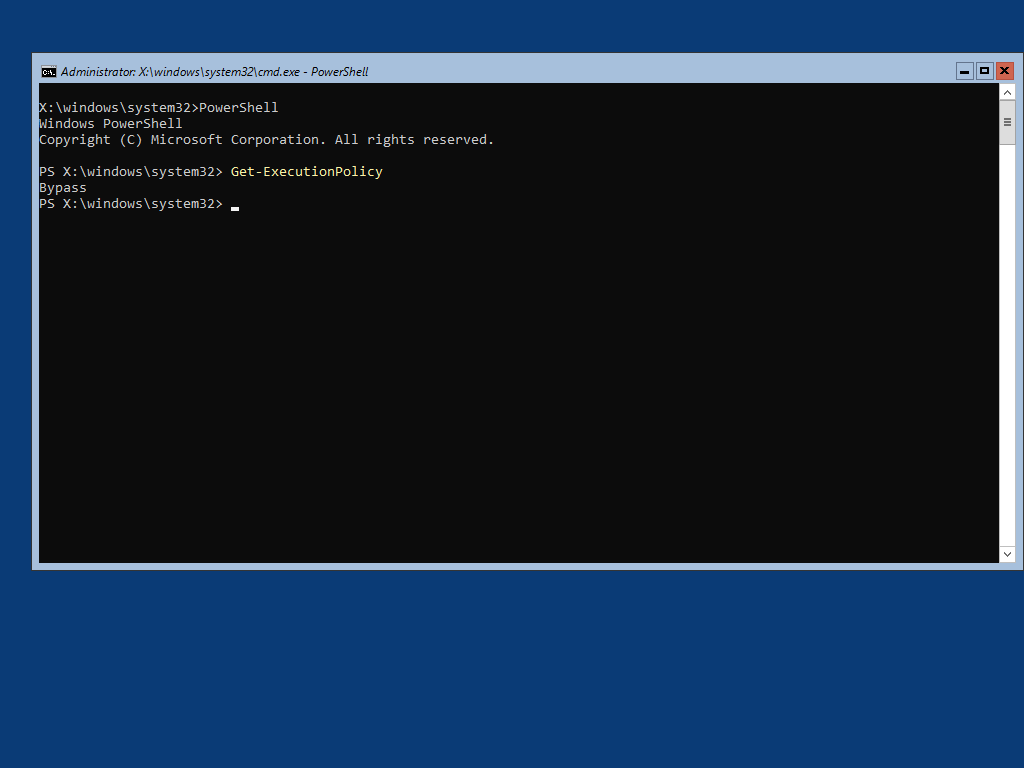 Administrator: X:\windows\system32\cmd.exe - PowerShell
X:\windows\system32>PowerShell
Windows PowerShell
Copyright (C) Microsoft Corporation. All rights reserved.
PS X:\windows\system32> Get-ExecutionPolicy
Bypass
PS X:\windows\system32>